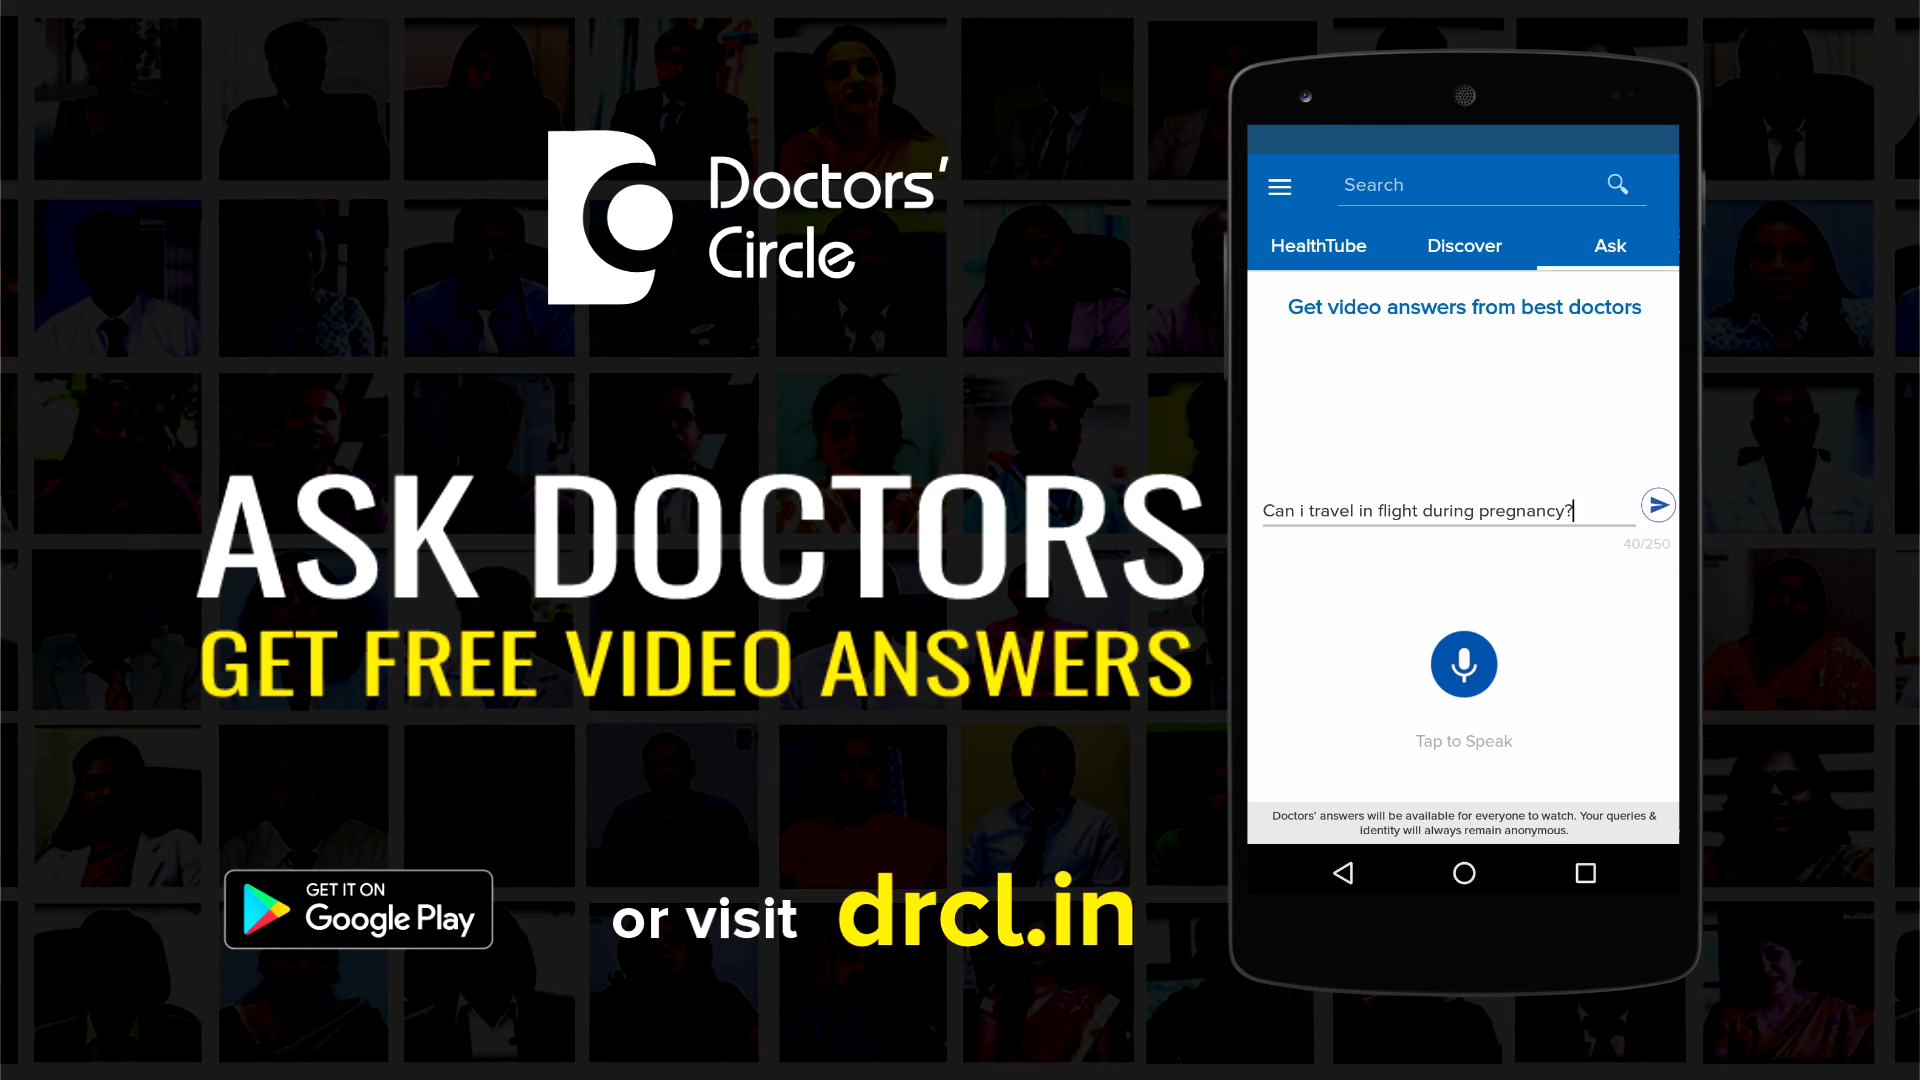 Doctors'
Circle
ASK DOCTORS
GET FREE VIDEO ANSWERS
GET IT ON
Google Play
or visit drcl.in
Search
HealthTube Discover Ask
Get video answers from best doctors
Can i travel in flight during pregnancy?
40/250
Tap to Speak
Doctors' answers will be available for everyone to watch. Your queries &
identity will always remain anonymous.